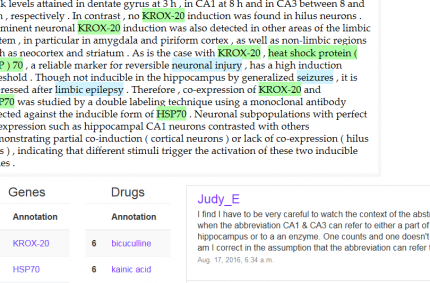 k levels attained in dentate gyrus at 3 h , in CA1 at 8 h and in CA3 between 8 and
, respectively . In contrast , no KROX-20 induction was found in hilus neurons .
minent neuronal KROX-20 induction was also detected in other areas of the limbic
tem , in particular in amygdala and piriform cortex , as well as non-limbic regions
h as neocortex and striatum . As is the case with KROX-20 , heat shock protein (
P ) 70 , a reliable marker for reversible neuronal injury , has a high induction
eshold . Though not inducible in the hippocampus by generalized seizures , it is
ressed after limbic epilepsy . Therefore , co-expression of KROX-20 and
P70 was studied by a double labeling technique using a monoclonal antibody
ected against the inducible form of HSP70 . Neuronal subpopulations with perfect
expression such as hippocampal CA1 neurons contrasted with others
monstrating partial co-induction ( cortical neurons ) or lack of co-expression ( hilus
s ) , indicating that different stimuli trigger the activation of these two inducible
es .
Genes
Annotation
KROX-20 6
HSP70 6
Drugs
Annotation
bicuculline
kainic acid
Judy_E
I find I have to be very careful to watch the context of the abst
when the abbreviation CA1 & CA3 can refer to either a part of
hippocampus or to a an enzyme. One counts and one doesn't
am I correct in the assumption that the abbreviation can refer t
Aug. 17, 2016, 6:34 a.m.